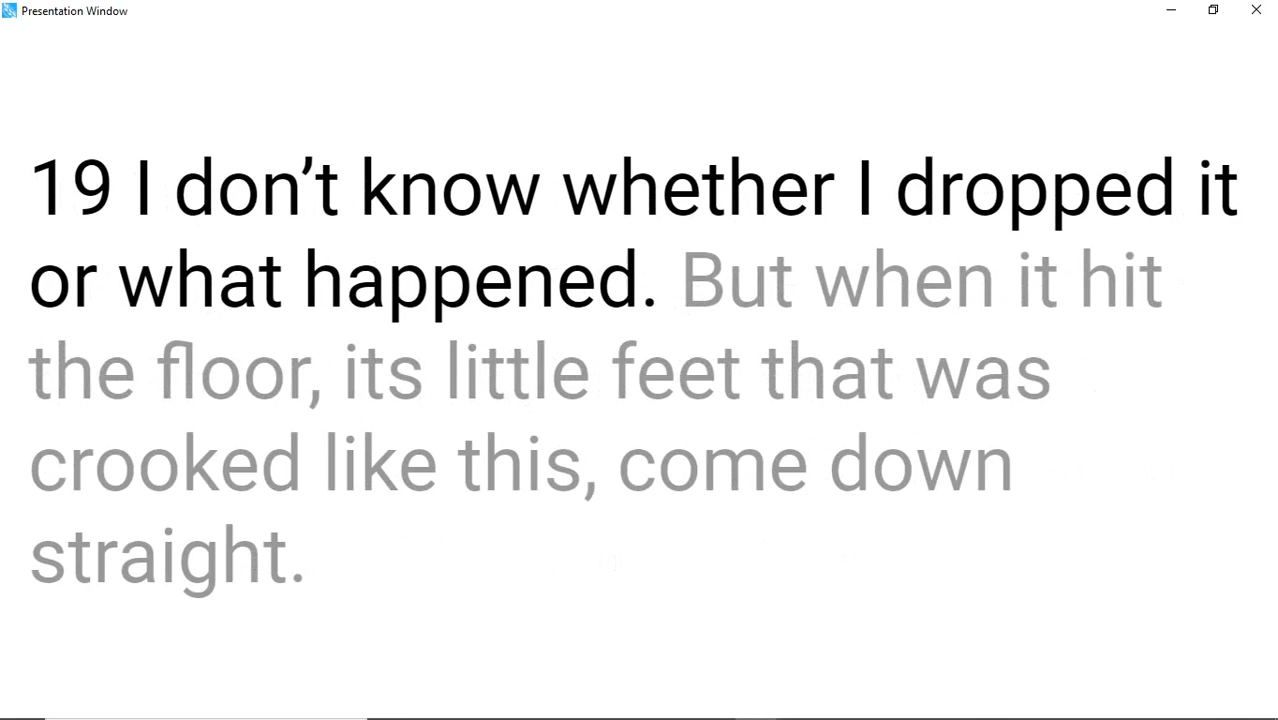 Presentation Window
19 I don’t know whether I dropped it
or what happened. But when it hit
the floor, its little feet that was
crooked like this, come down
straight.